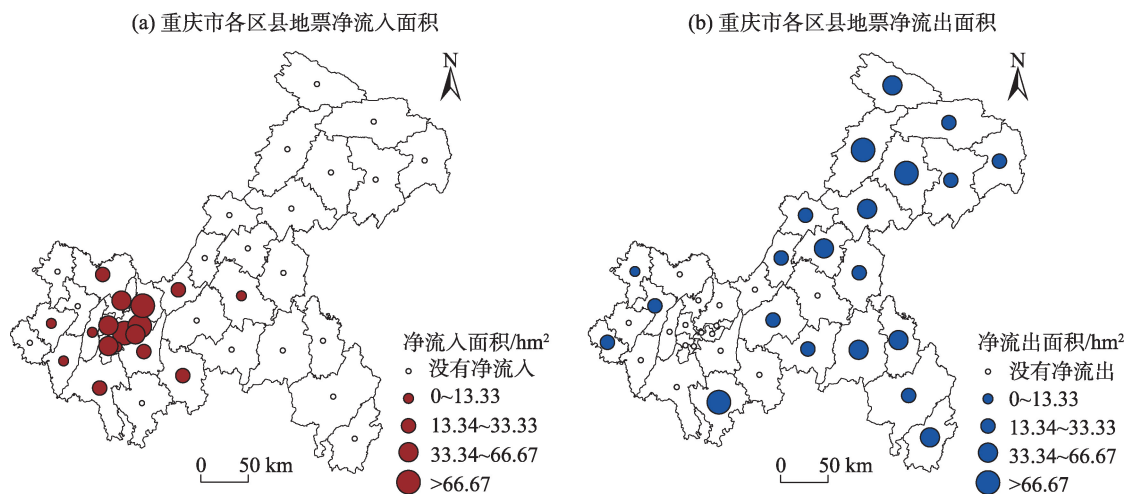 (a) 重庆市各区县地票净流入面积
N
净流入面积/hm²
没有净流入
0~13.33
13.34~33.33
33.34~66.67
>66.67
0 50 km
(b) 重庆市各区县地票净流出面积
N
净流出面积/hm²
没有净流出
0~13.33
13.34~33.33
33.34~66.67
>66.67
0 50 km